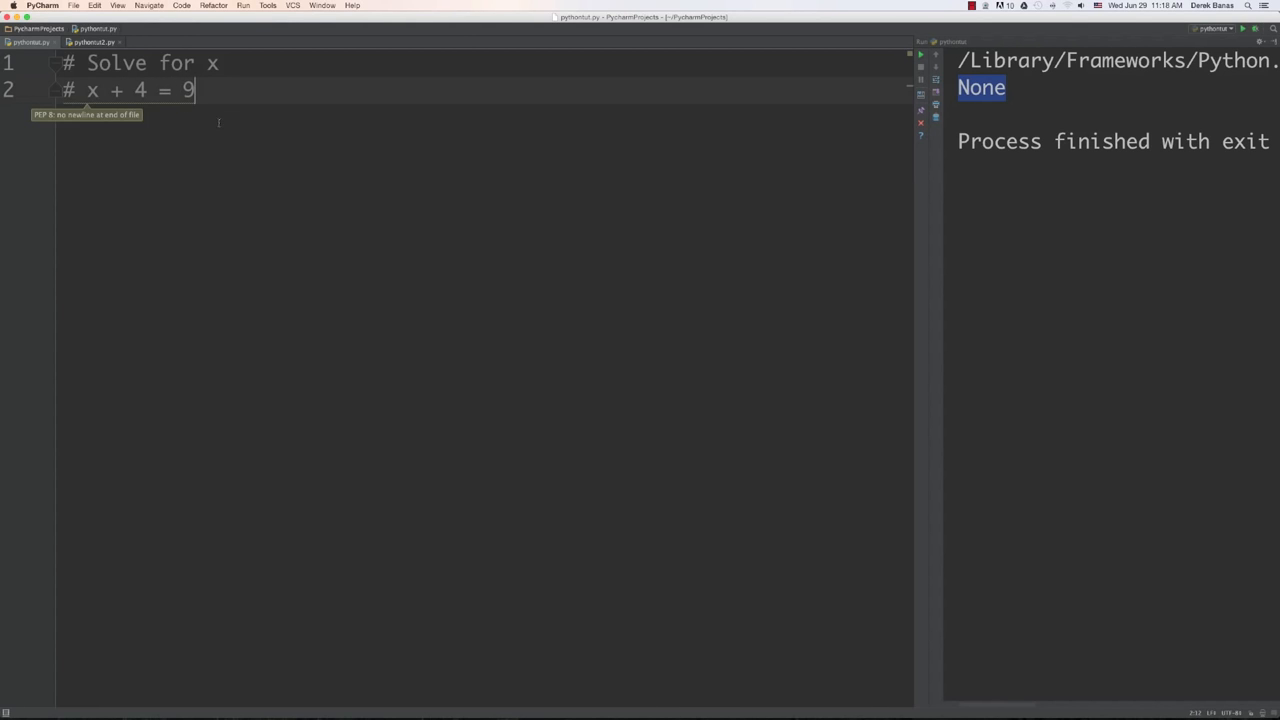 PyCharm File Edit View Navigate Code Refactor Run Tools VCS Window Help
10 Wed Jun 29 11:18 AM Derek Banas
pythontut.py - PycharmProjects - [~/PycharmProjects]
PycharmProjects pythontut.py
pythontut
pythontut.py pythontut2.py
Run pythontut
1 # Solve for x
2 # x + 4 = 9
PEP 8: no newline at end of file
/Library/Frameworks/Python.
None
Process finished with exit
2:12 LF÷ UTF-8÷